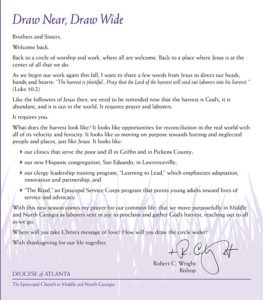 Draw Near, Draw Wide
Brothers and Sisters,
Welcome back.
Back to a circle of worship and work, where all are welcome. Back to a place where Jesus is at the
center of all that we do.
As we begin our work again this fall, I want to share a few words from Jesus to direct our heads,
hands and hearts: "The harvest is plentiful...Pray that the Lord of the harvest will send out laborers into his harvest."
(Luke 10:2)
Like the followers of Jesus then, we need to be reminded now that the harvest is God's, it is
abundant, and it is out in the world. It requires prayer and laborers.
It requires you.
What does the harvest look like? It looks like opportunities for reconciliation in the real world with
all of its velocity and ferocity. It looks like us moving on purpose towards hurting and neglected
people and places, just like Jesus. It looks like:
our clinics that serve the poor and ill in Griffin and in Pickens County,
our new Hispanic congregation, San Eduardo, in Lawrenceville,
our clergy leadership training program, "Learning to Lead," which emphasizes adaptation,
innovation and partnership, and
"The Road," an Episcopal Service Corps program that points young adults toward lives of
service and advocacy.
With this new season comes my prayer for our common life: that we move purposefully in Middle
and North Georgia as laborers sent in joy to proclaim and gather God's harvest, reaching out to all
as we go.
Where will you take Christ's message of love? How will you draw the circle wider?
With thanksgiving for our life together,
Robert C. Wright
Bishop
DIOCESE of ATLANTA
The Episcopal Church in Middle and North Georgia